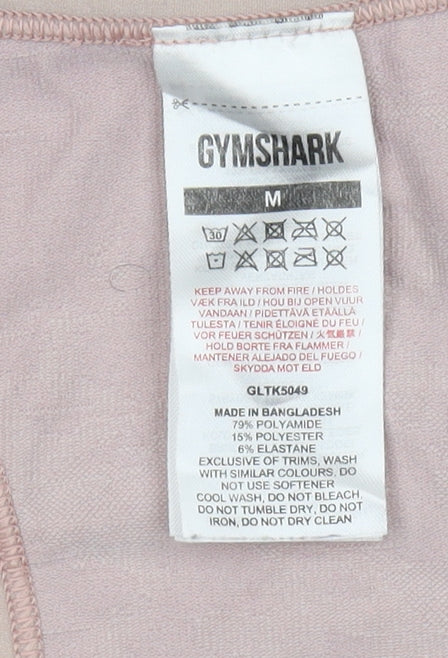 GYMSHARK
M
30
KEEP AWAY FROM FIRE / HOLDES
VÆK FRA ILD / HOU BIJ OPEN VUUR
VANDAAN / PIDETTÄVÄ ETÄÄLLÄ
TULESTA / TENIR ÉLOIGNÉ DU FEU /
VOR FEUER SCHÜTZEN / 火気厳禁 /
HOLD BORTE FRA FLAMMER /
MANTENER ALEJADO DEL FUEGO /
SKYDDA MOT ELD
GLTK5049
MADE IN BANGLADESH
79% POLYAMIDE
15% POLYESTER
6% ELASTANE
EXCLUSIVE OF TRIMS, WASH
WITH SIMILAR COLOURS, DO
NOT USE SOFTENER
COOL WASH, DO NOT BLEACH,
DO NOT TUMBLE DRY, DO NOT
IRON, DO NOT DRY CLEAN